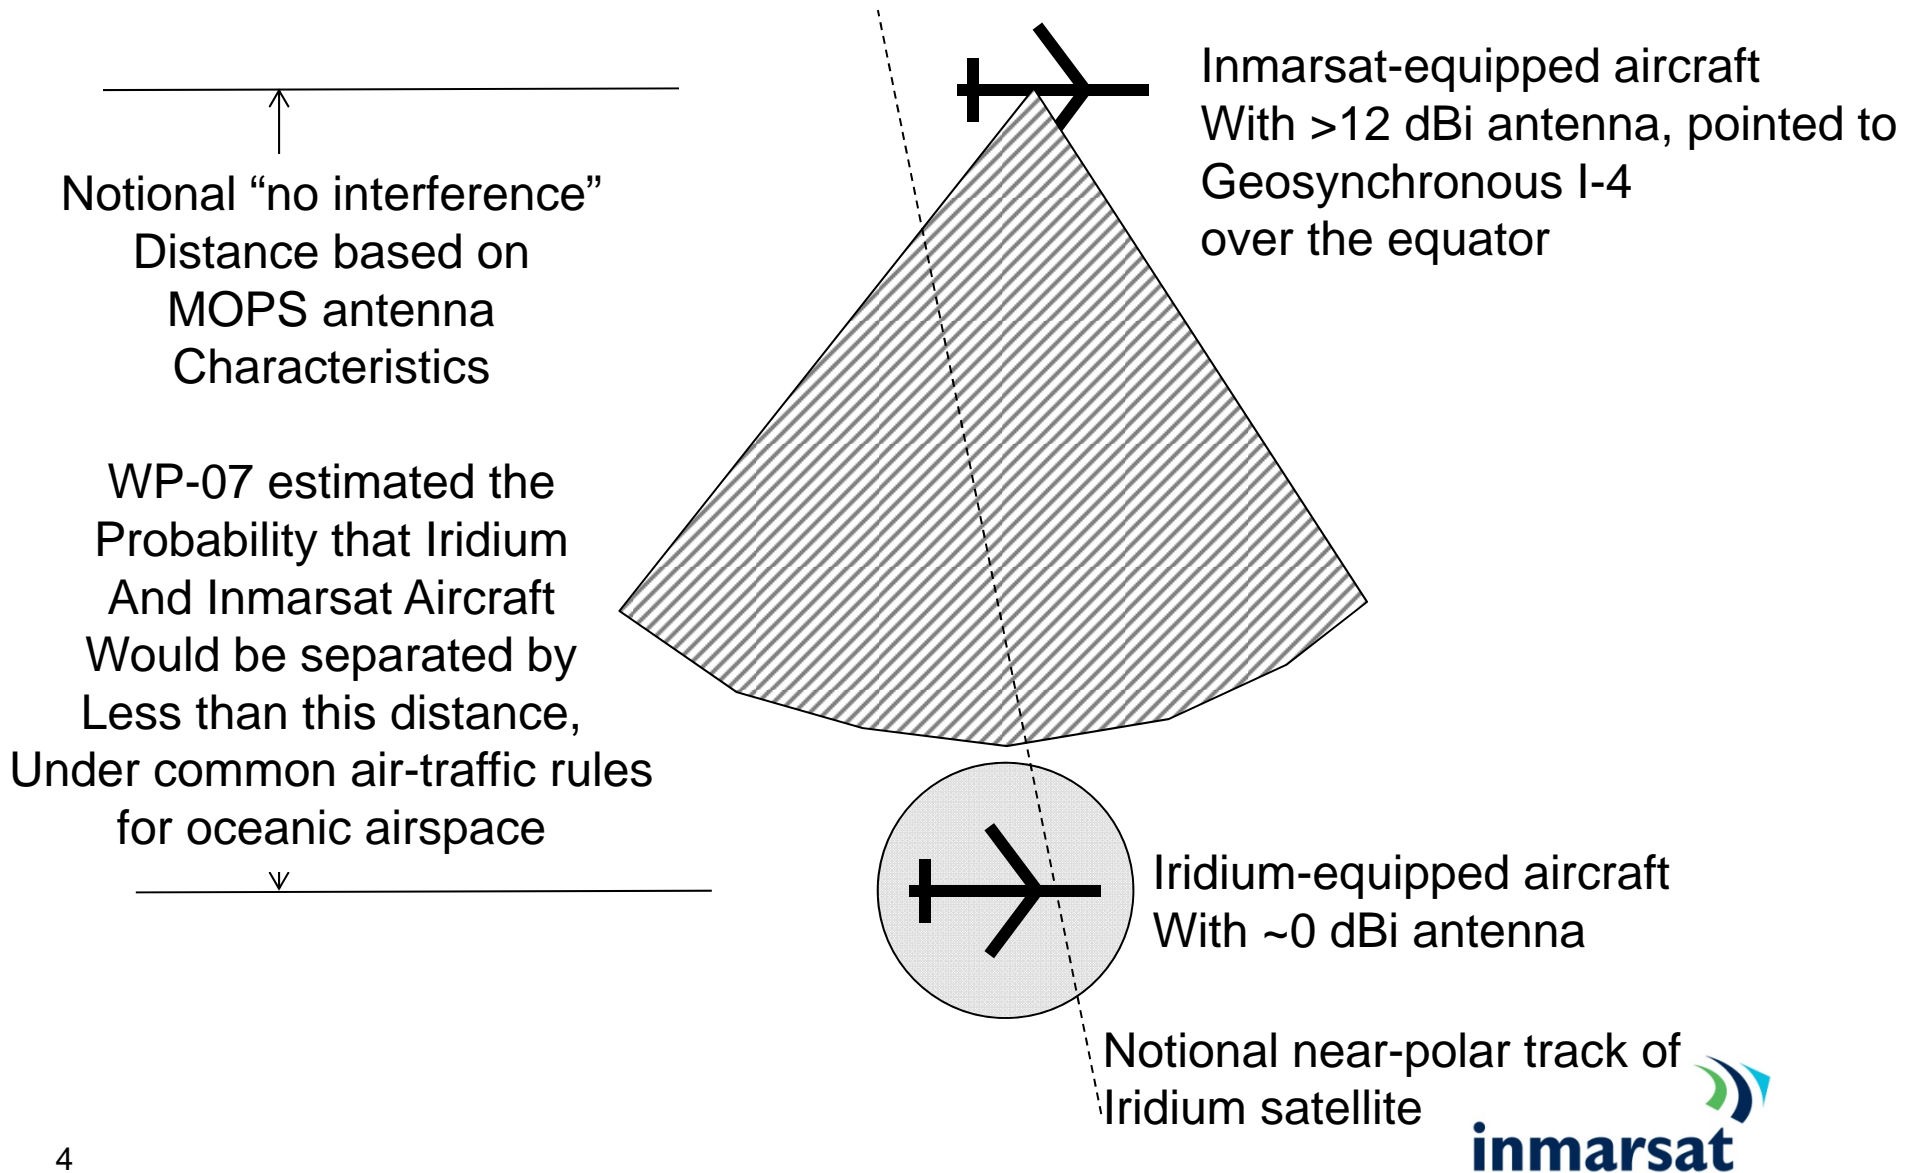 Inmarsat-equipped aircraft
With >12 dBi antenna, pointed to
Geosynchronous I-4
over the equator
Notional “no interference”
Distance based on
MOPS antenna
Characteristics
WP-07 estimated the
Probability that Iridium
And Inmarsat Aircraft
Would be separated by
Less than this distance,
Under common air-traffic rules
for oceanic airspace
Iridium-equipped aircraft
With ~0 dBi antenna
Notional near-polar track of
Iridium satellite
inmarsat
4